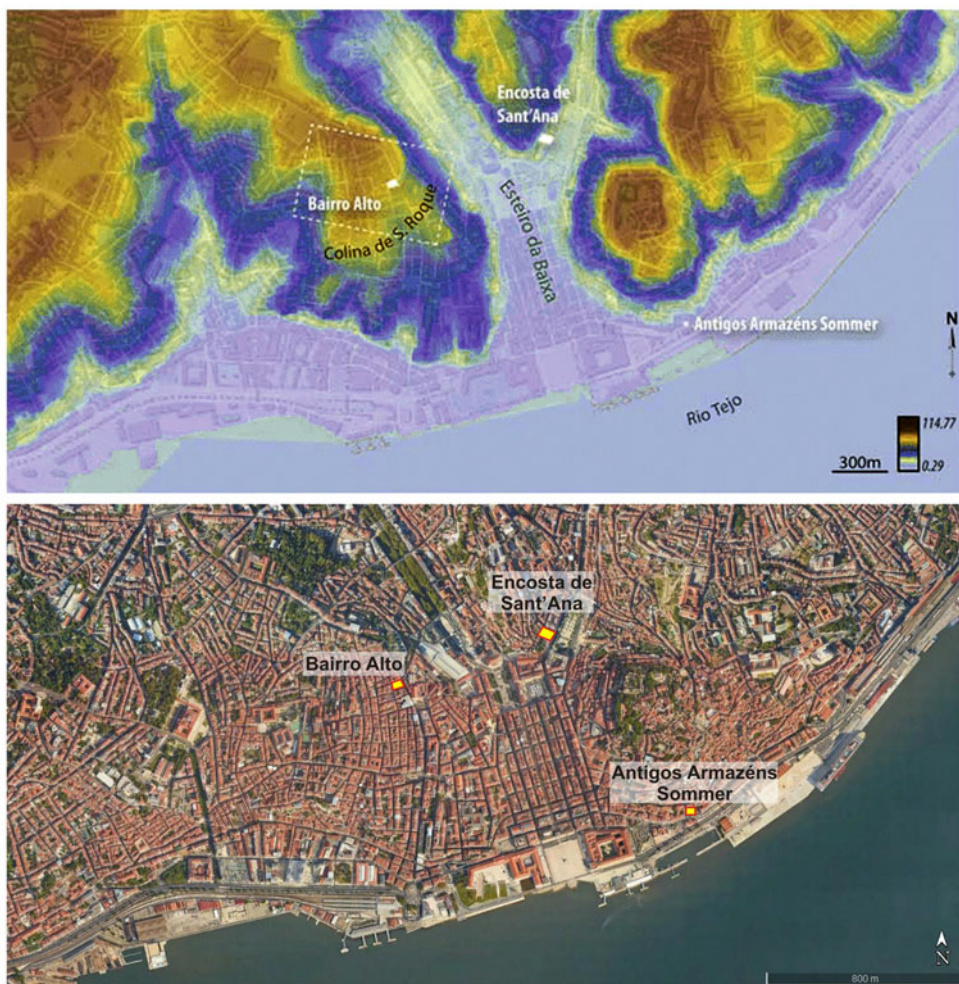 Encosta de
Sant'Ana
Bairro Alto
Colina de S. Roque
Esteiro da Baixa
Antigos Armazéns Sommer
N
Rio Tejo
114.77
0.29
300m
Encosta de
Sant'Ana
Bairro Alto
Antigos Armazéns
Sommer
N
800 m